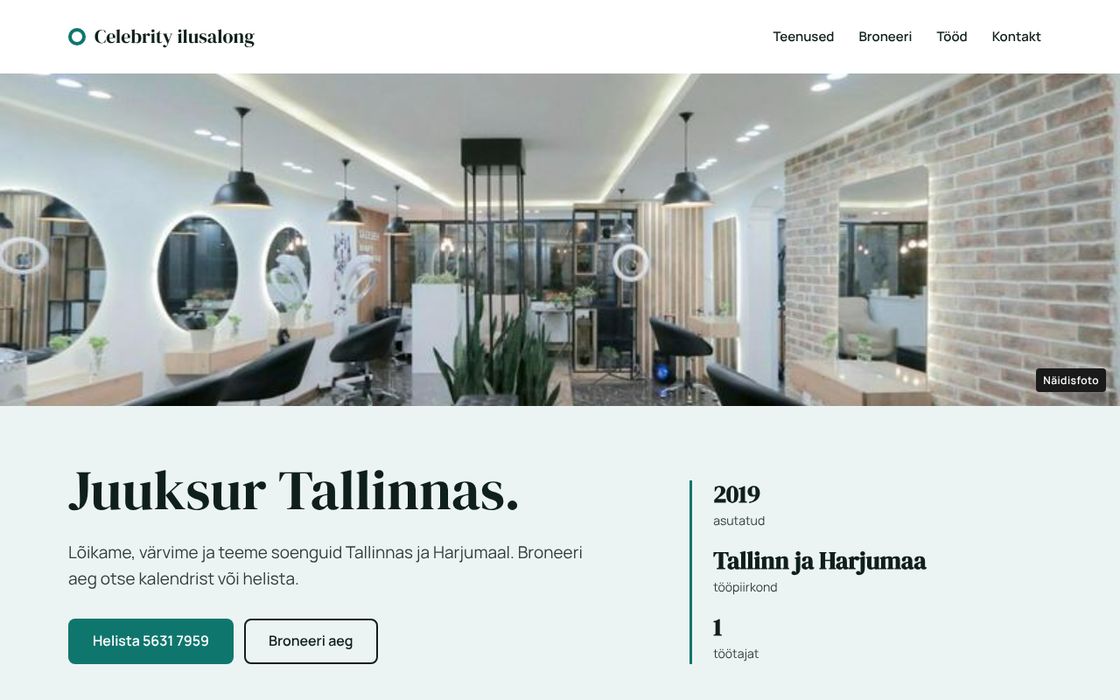 Celebrity ilusalong
Teenused Broneeri Tööd Kontakt
Näidisfoto
Juuksur Tallinnas.
Lõikame, värvime ja teeme soenguid Tallinnas ja Harjumaal. Broneeri
aeg otse kalendrist või helista.
Helista 5631 7959
Broneeri aeg
2019
asutatud
Tallinn ja Harjumaa
tööpiirkond
1
töötajat